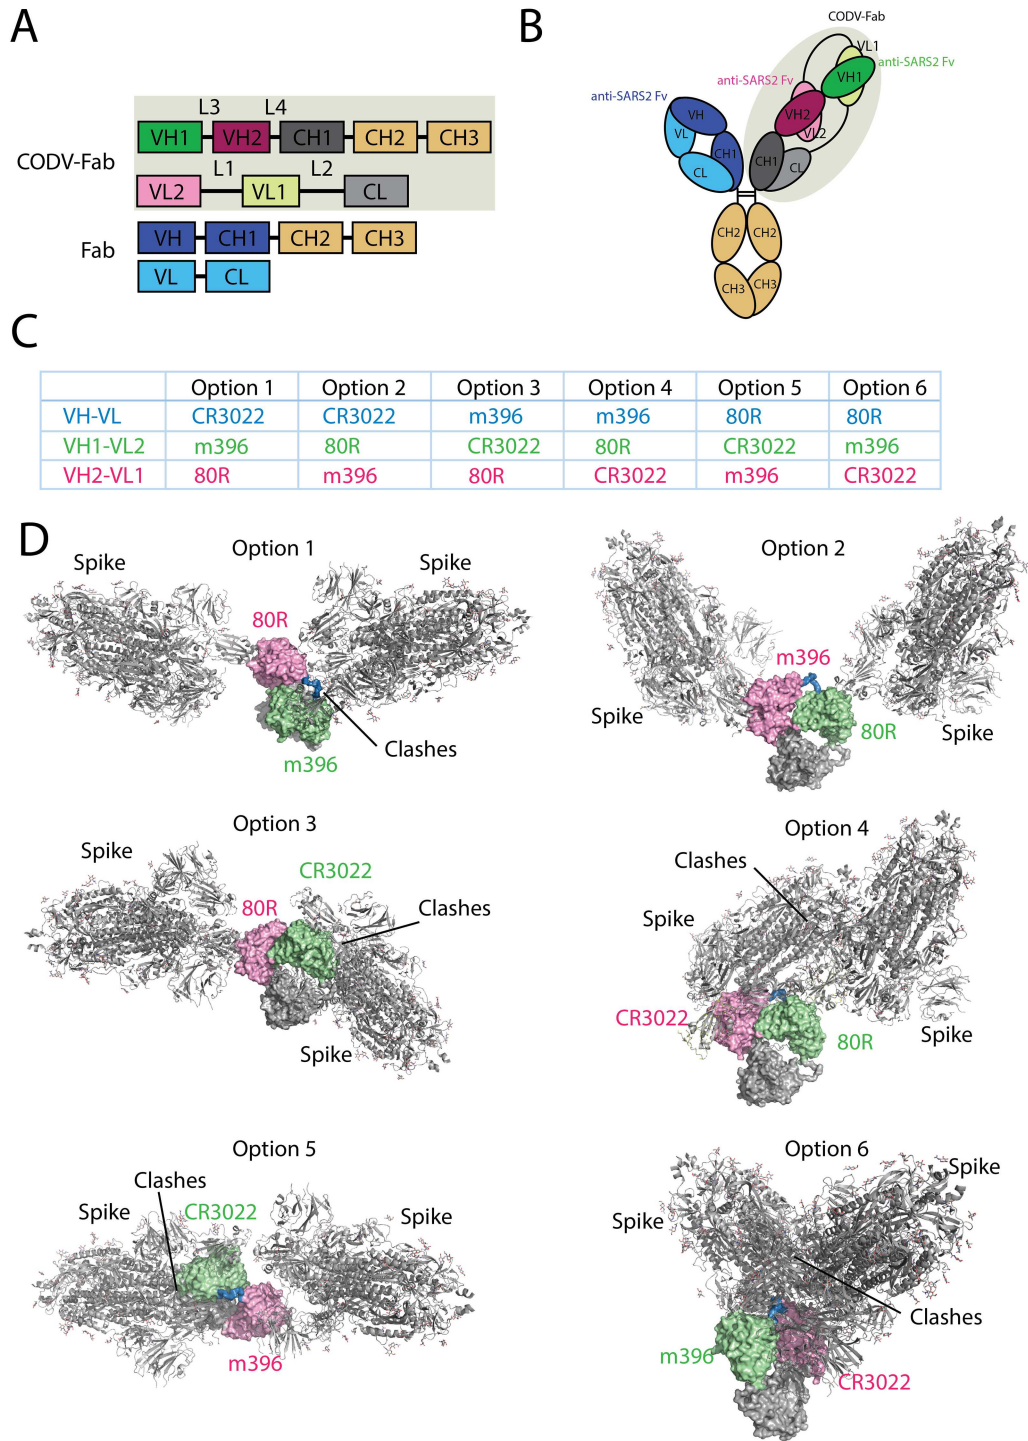 A
L3 L4
VH1 VH2 CH1 CH2 CH3
CODV-Fab
L1 L2
VL2 VL1 CL
Fab
VH CH1 CH2 CH3
VL CL
B
CODV-Fab
VL1
anti-SARS2 Fv
VH1
anti-SARS2 Fv
anti-SARS2 Fv
VH
VH2
VL
VL2
CH1
CH1
CL
CL
CH2 CH2
CH3 CH3
C
Option 1 Option 2 Option 3 Option 4 Option 5 Option 6
VH-VL CR3022 CR3022 m396 m396 80R 80R
VH1-VL2 m396 80R CR3022 80R CR3022 m396
VH2-VL1 80R m396 80R CR3022 m396 CR3022
D
Option 1
Spike
Spike
80R
Clashes
m396
Option 2
m396
Spike
80R
Spike
Option 3
Spike
CR3022
80R
Clashes
Spike
Option 4
Clashes
Spike
CR3022
80R
Spike
Option 5
Clashes
Spike
CR3022
Spike
m396
Option 6
Spike
Spike
Clashes
m396
CR3022